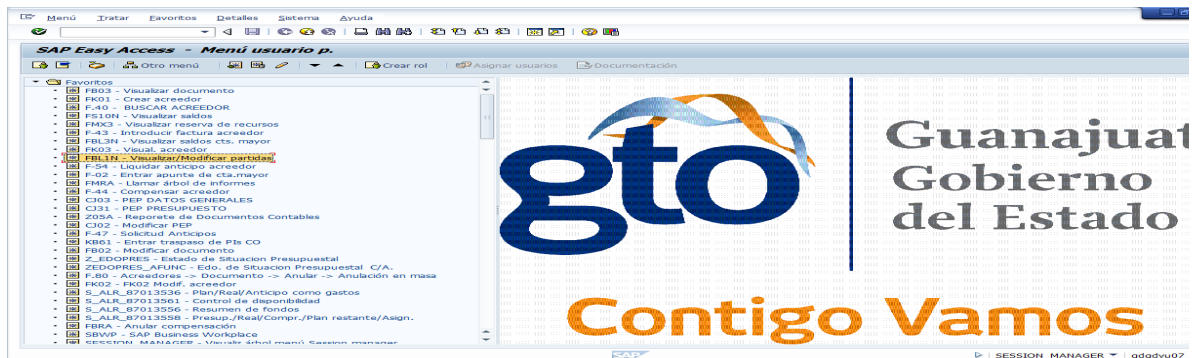 Menú Tratar Favoritos Detalles Sistema Ayuda
SAP Easy Access - Menú usuario p.
Otro menú Crear rol Asignar usuarios Documentación
Favoritos
FB03 - Visualizar documento
FK01 - Crear acreedor
F.40 - BUSCAR ACREEDOR
FS10N - Visualizar saldos
FMX3 - Visualizar reserva de recursos
F-43 - Introducir factura acreedor
FBL3N - Visualizar saldos cts. mayor
FK03 - Visual. acreedor
FBL1N - Visualizar/Modificar partidas
F-54 - Liquidar anticipo acreedor
F-02 - Entrar apunte de cta.mayor
FMRA - Llamar árbol de informes
F-44 - Compensar acreedor
CJ03 - PEP DATOS GENERALES
CJ31 - PEP PRESUPUESTO
Z05A - Reporete de Documentos Contables
CJ02 - Modificar PEP
F-47 - Solicitud Anticipos
KB61 - Entrar traspaso de PIs CO
FB02 - Modificar documento
Z_EDOPRES - Estado de Situacion Presupuestal
ZEDOPRES_AFUNC - Edo. de Situacion Presupuestal C/A.
F.80 - Acreedores -> Documento -> Anular -> Anulación en masa
FK02 - FK02 Modif. acreedor
S_ALR_87013536 - Plan/Real/Anticipo como gastos
S_ALR_87013561 - Control de disponibilidad
S_ALR_87013556 - Resumen de fondos
S_ALR_87013558 - Presup./Real/Compr./Plan restante/Asign.
FBRA - Anular compensación
SBWP - SAP Business Workplace
SESSION_MANAGER - Visualiz.árbol menú Session manager
gto
Guanajuat
Gobierno
del Estado
Contigo Vamos
SAP
SESSION_MANAGER qdadvu07